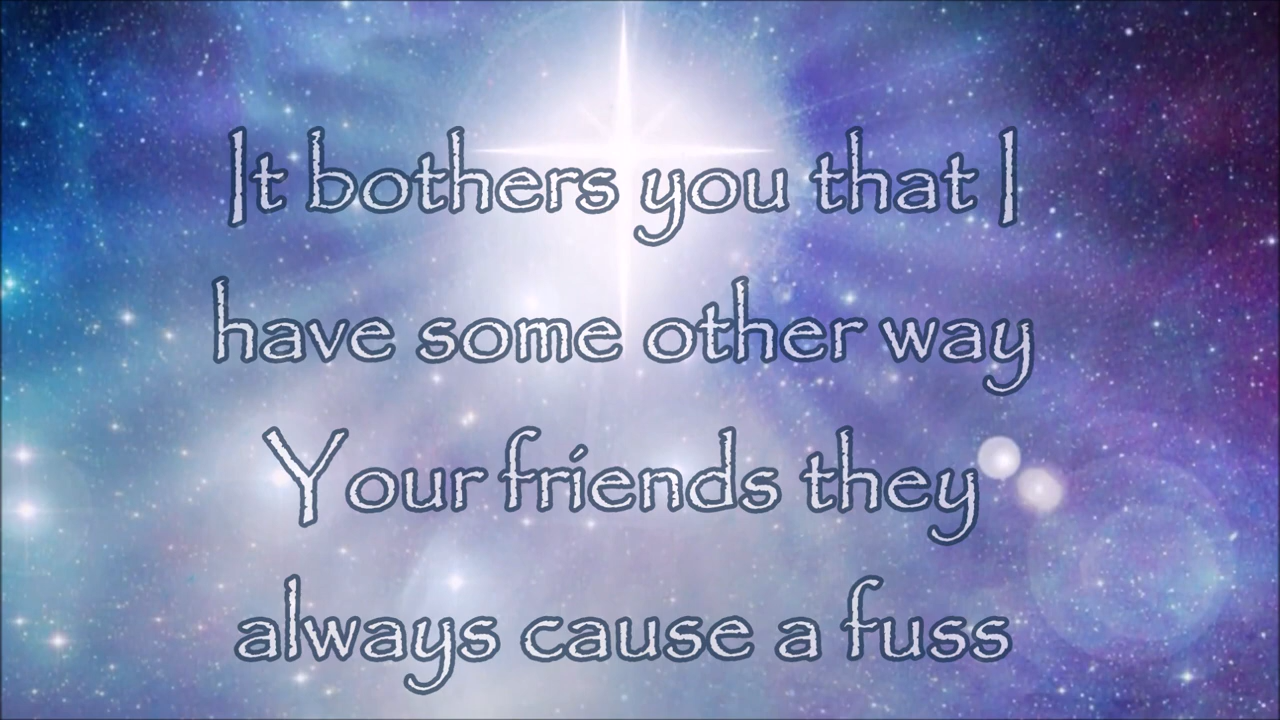 It bothers you that I
have some other way
Your friends they
always cause a fuss